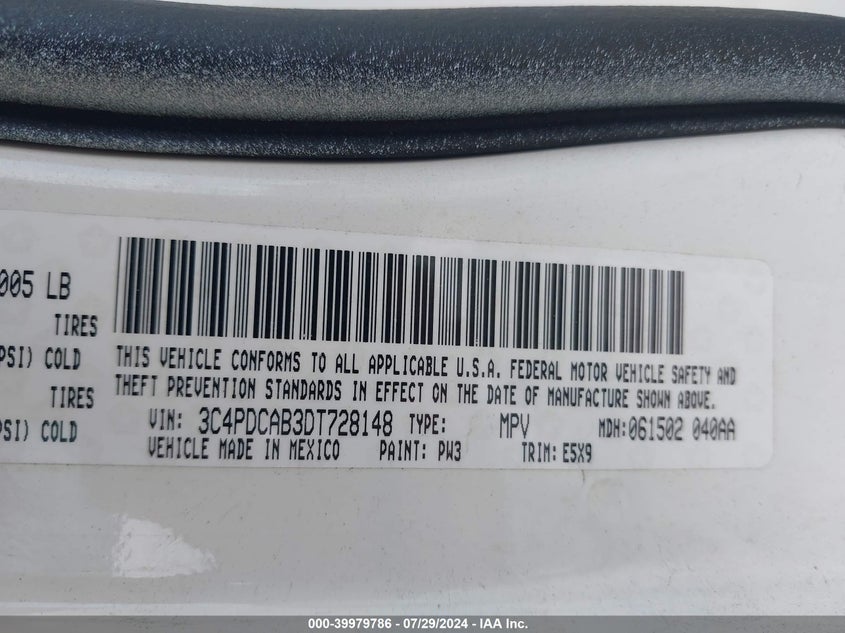 005 LB
TIRES
PSI) COLD
TIRES
PSI) COLD
THIS VEHICLE CONFORMS TO ALL APPLICABLE U.S.A. FEDERAL MOTOR VEHICLE SAFETY AND
THEFT PREVENTION STANDARDS IN EFFECT ON THE DATE OF MANUFACTURE SHOWN ABOVE.
VIN: 3C4PDCAB3DT728148 TYPE: MPV MDH:061502 040AA
VEHICLE MADE IN MEXICO PAINT: PW3 TRIM: E5X9
000-39979786 - 07/29/2024 - IAA Inc.